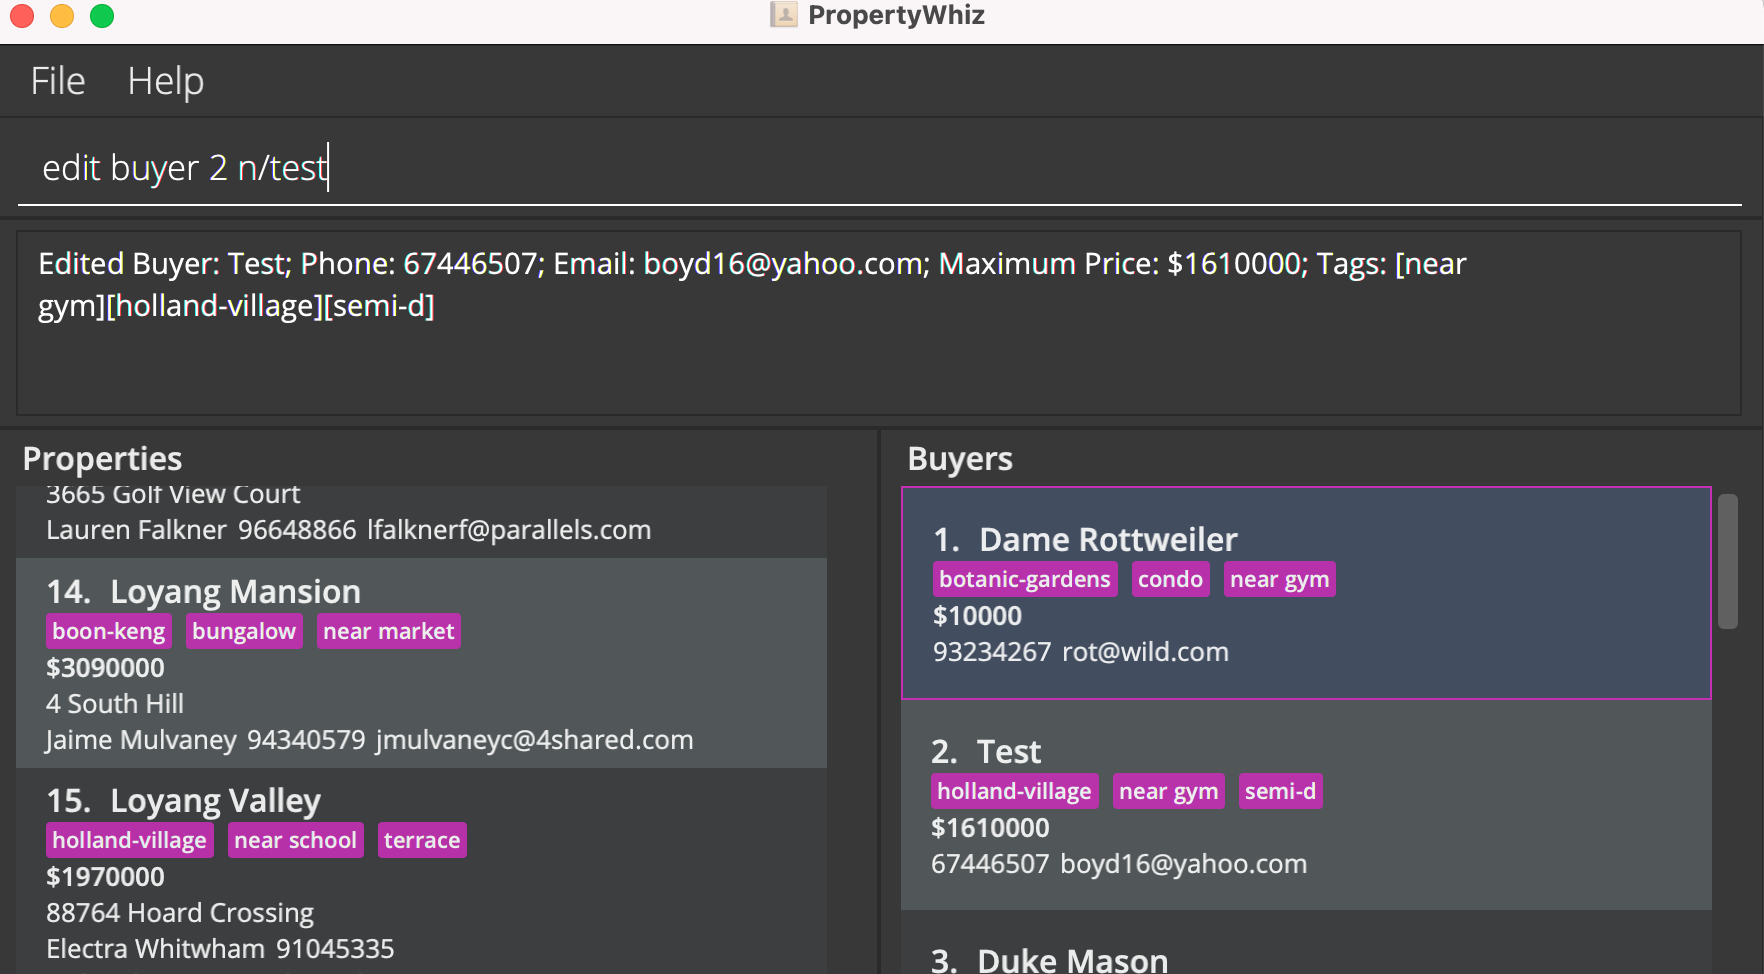 PropertyWhiz
File Help
edit buyer 2 n/test
Edited Buyer: Test; Phone: 67446507; Email: boyd16@yahoo.com; Maximum Price: $1610000; Tags: [near
gym][holland-village][semi-d]
Properties
3665 Golf View Court
Lauren Falkner 96648866 lfalknerf@parallels.com
14. Loyang Mansion
boon-keng bungalow near market
$3090000
4 South Hill
Jaime Mulvaney 94340579 jmulvaneyc@4shared.com
15. Loyang Valley
holland-village near school terrace
$1970000
88764 Hoard Crossing
Electra Whitwham 91045335
Buyers
1. Dame Rottweiler
botanic-gardens condo near gym
$10000
93234267 rot@wild.com
2. Test
holland-village near gym semi-d
$1610000
67446507 boyd16@yahoo.com
3. Duke Mason